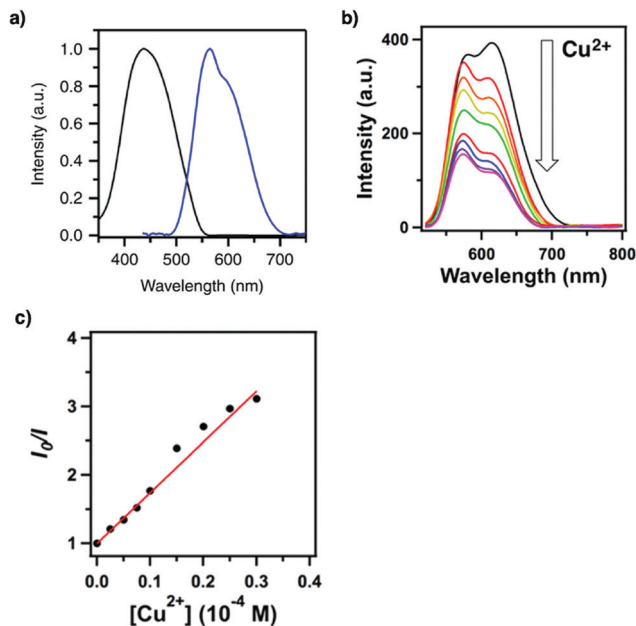 a)
Intensity (a.u.)
1.0
0.8
0.6
0.4
0.2
0.0
400 500 600 700
Wavelength (nm)
b)
Cu2+
Intensity (a.u.)
400
200
0
600 700 800
Wavelength (nm)
c)
I0/I
4
3
2
1
0.0 0.1 0.2 0.3 0.4
[Cu2+] (10-4 M)